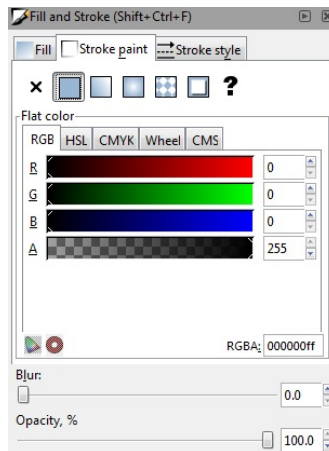 Fill and Stroke (Shift+Ctrl+F)
Fill Stroke paint Stroke style
?
Flat color
RGB HSL CMYK Wheel CMS
R 0
G 0
B 0
A 255
RGBA: 000000ff
Blur:
0.0
Opacity, %
100.0